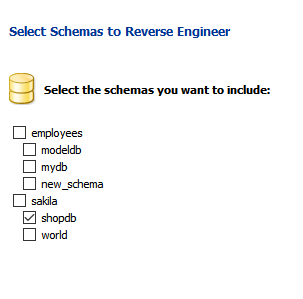 Select Schemas to Reverse Engineer
Select the schemas you want to include:
employees
modeldb
mydb
new_schema
sakila
shopdb
world